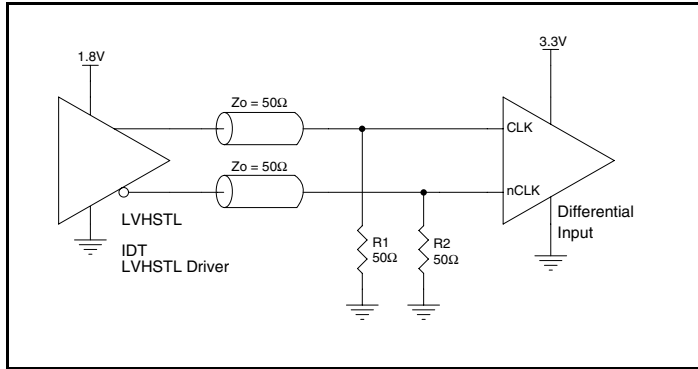 1.8V
3.3V
Zo = 50Ω
CLK
Zo = 50Ω
nCLK
LVHSTL
IDT
LVHSTL Driver
R1
50Ω
R2
50Ω
Differential
Input